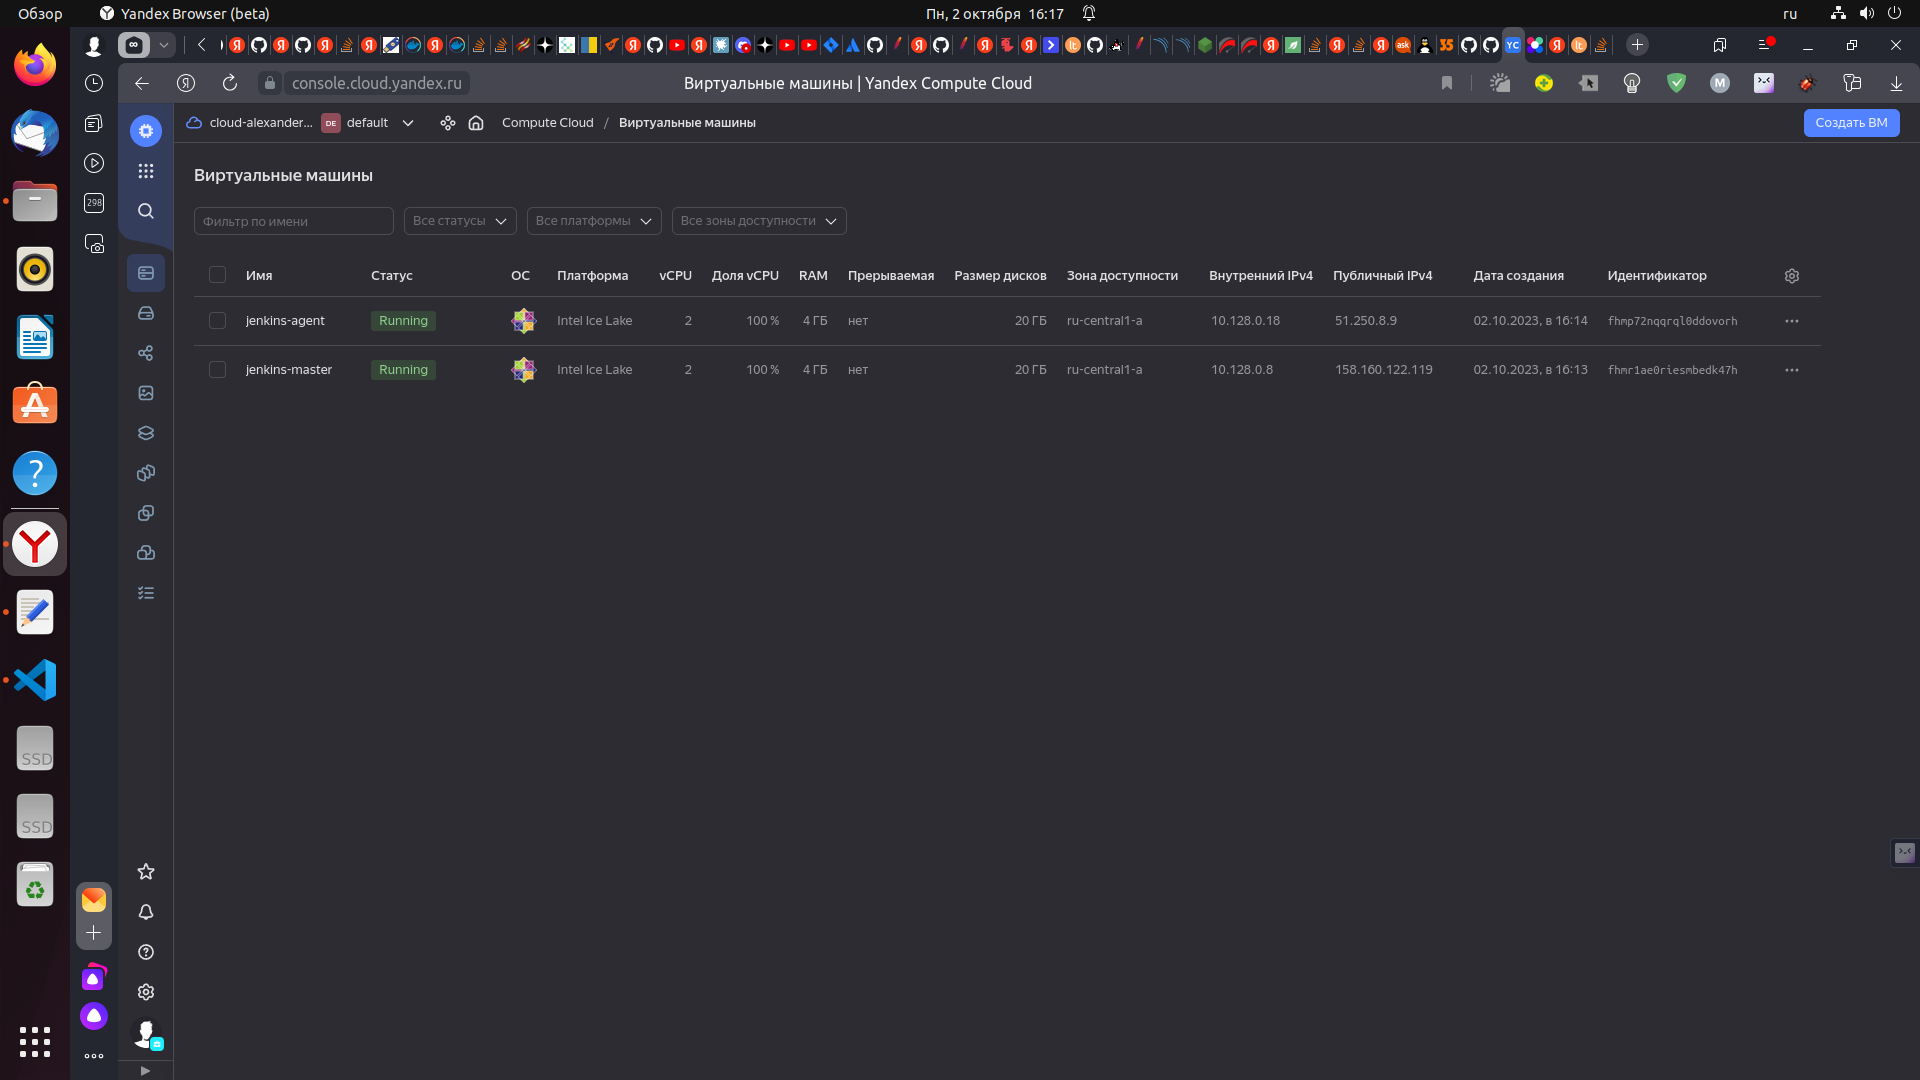 Обзор
Yandex Browser (beta)
Пн, 2 октября 16:17
ru
console.cloud.yandex.ru
Виртуальные машины | Yandex Compute Cloud
cloud-alexander... DE default
Compute Cloud / Виртуальные машины
Создать ВМ
298
Виртуальные машины
Фильтр по имени
Все статусы
Все платформы
Все зоны доступности
Имя Статус ОС Платформа vCPU Доля vCPU RAM Прерываемая Размер дисков Зона доступности Внутренний IPv4 Публичный IPv4 Дата создания Идентификатор
jenkins-agent Running Intel Ice Lake 2 100 % 4 ГБ нет 20 ГБ ru-central1-a 10.128.0.18 51.250.8.9 02.10.2023, в 16:14 fhmp72nqqrql0ddovorh
jenkins-master Running Intel Ice Lake 2 100 % 4 ГБ нет 20 ГБ ru-central1-a 10.128.0.8 158.160.122.119 02.10.2023, в 16:13 fhmr1ae0riesmbedk47h
SSD
SSD